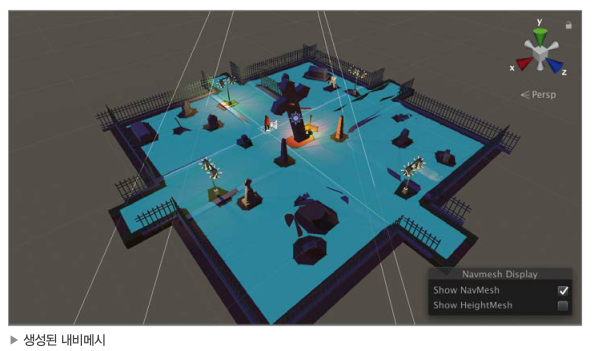 y
x
z
< Persp
Navmesh Display
Show NavMesh
Show HeightMesh
▶ 생성된 내비메시